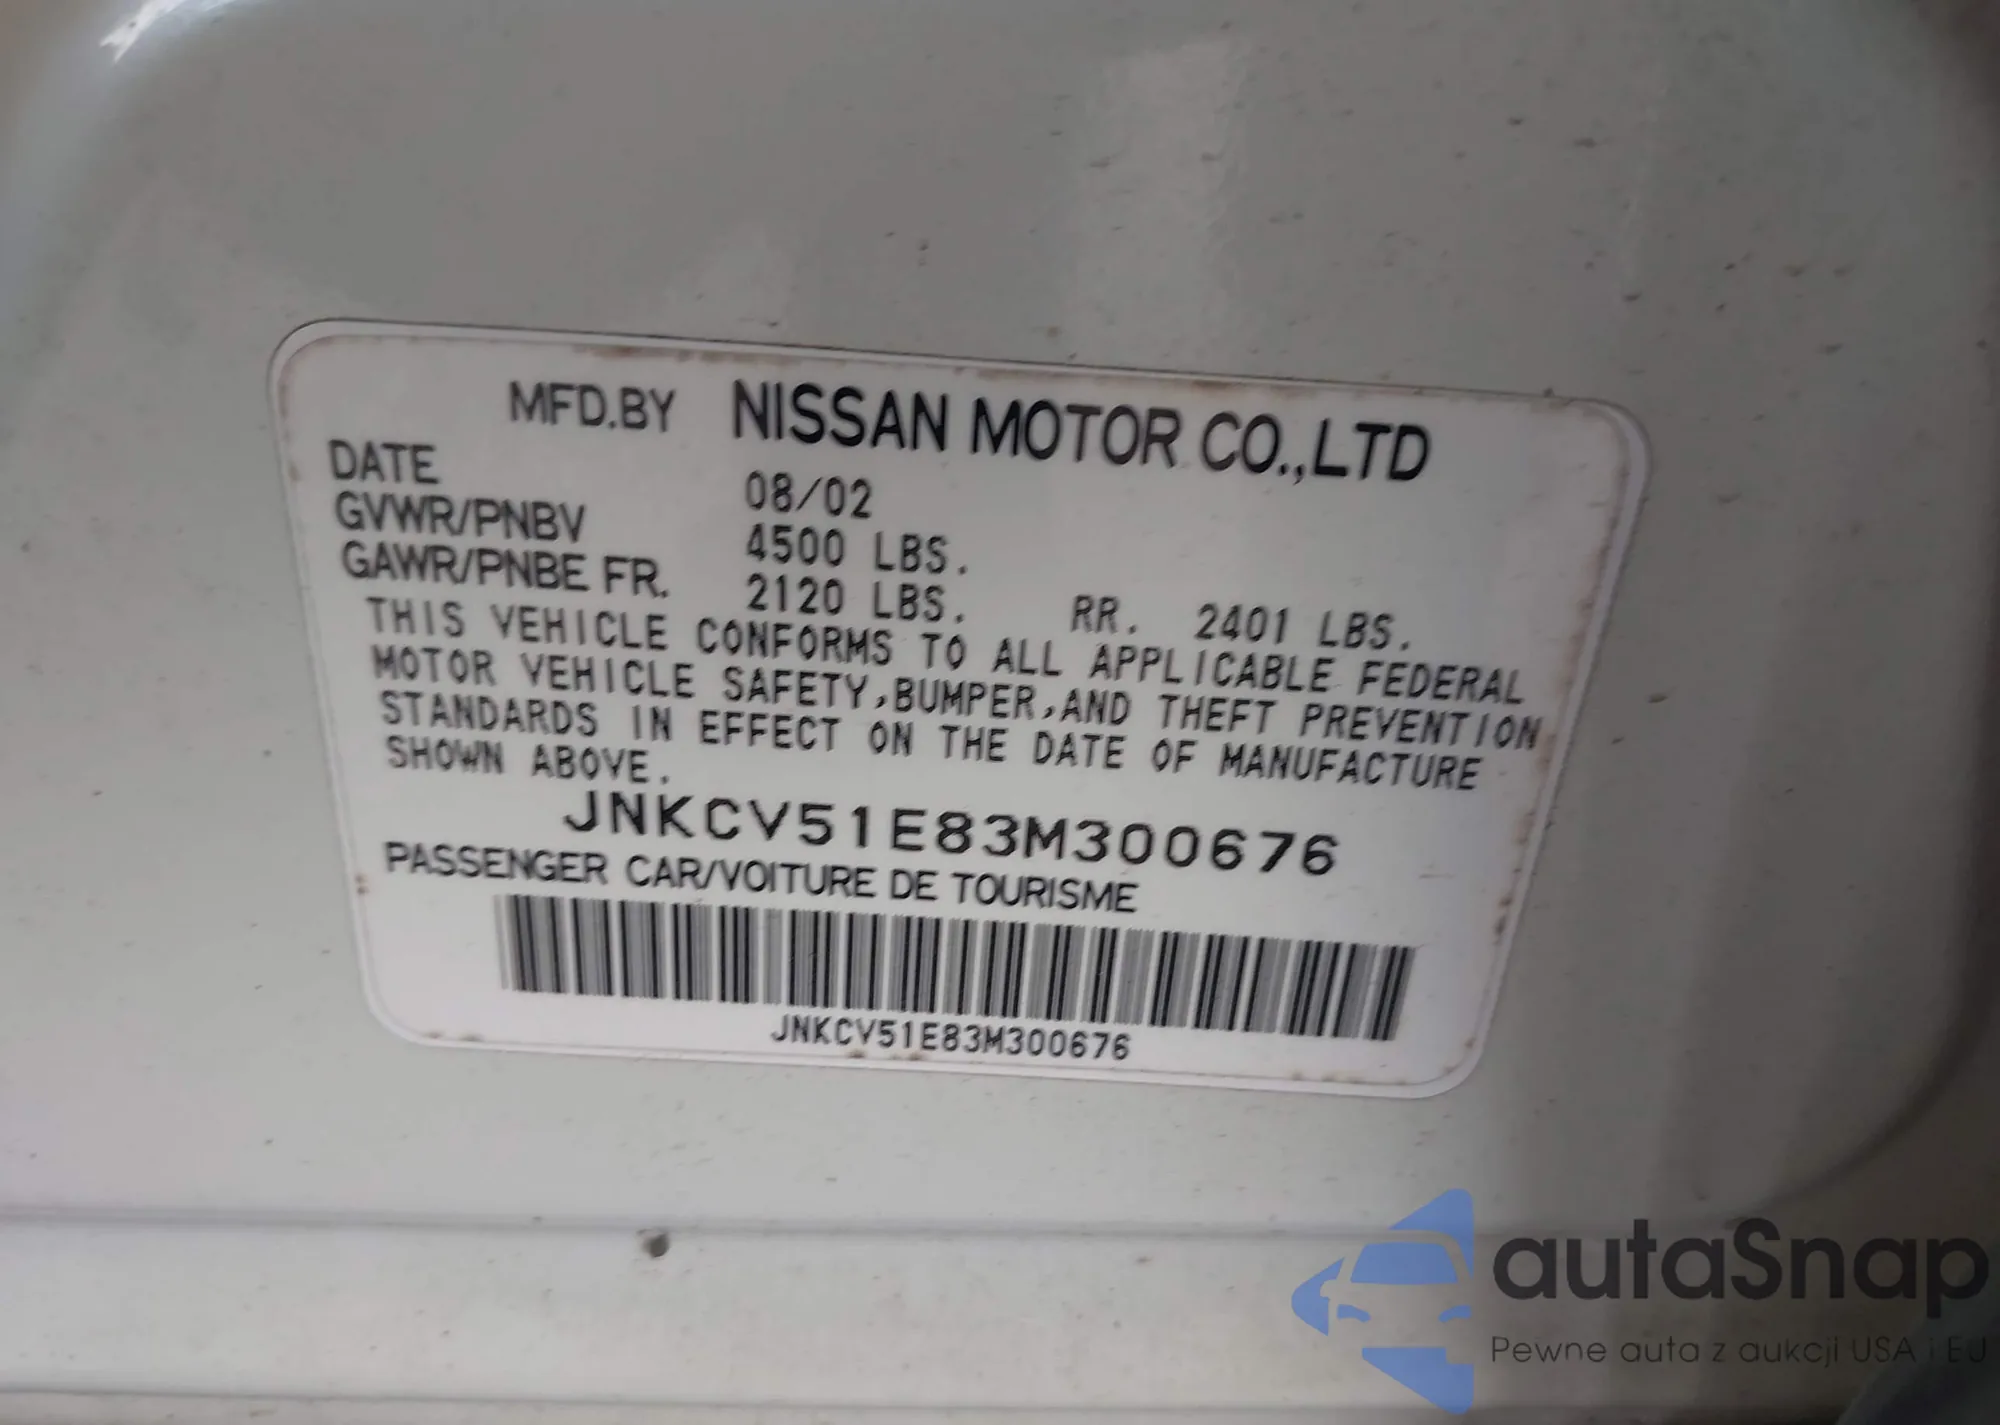 MFD.BY NISSAN MOTOR CO.,LTD
DATE 08/02
GVWR/PNBV 4500 LBS.
GAWR/PNBE FR. 2120 LBS. RR. 2401 LBS.
THIS VEHICLE CONFORMS TO ALL APPLICABLE FEDERAL
MOTOR VEHICLE SAFETY,BUMPER,AND THEFT PREVENTION
STANDARDS IN EFFECT ON THE DATE OF MANUFACTURE
SHOWN ABOVE.
JNKCV51E83M300676
PASSENGER CAR/VOITURE DE TOURISME
JNKCV51E83M300676
autaSnap
Pewne auta z aukcji USA i EU